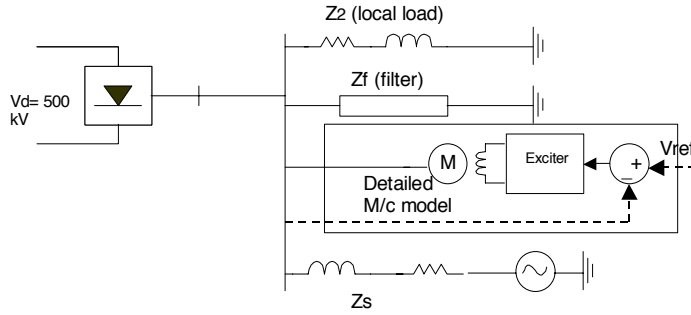 Z2 (local load)
Zf (filter)
Vd= 500
kV
M
Exciter
+
_
Vref
Detailed
M/c model
Zs